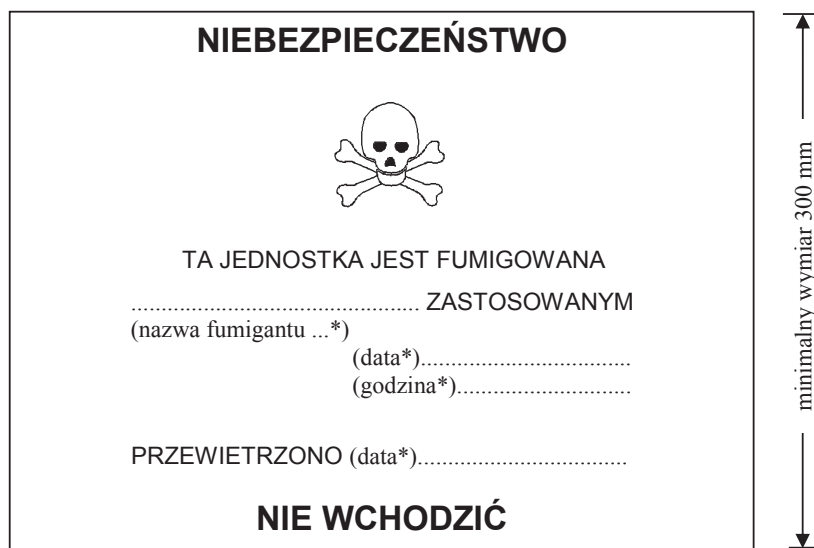 NIEBEZPIECZEŃSTWO
TA JEDNOSTKA JEST FUMIGOWANA
................................................ ZASTOSOWANYM
(nazwa fumigantu ...*)
(data*)...................................
(godzina*).............................
PRZEWIETRZONO (data*)...................................
NIE WCHODZIĆ
minimalny wymiar 300 mm